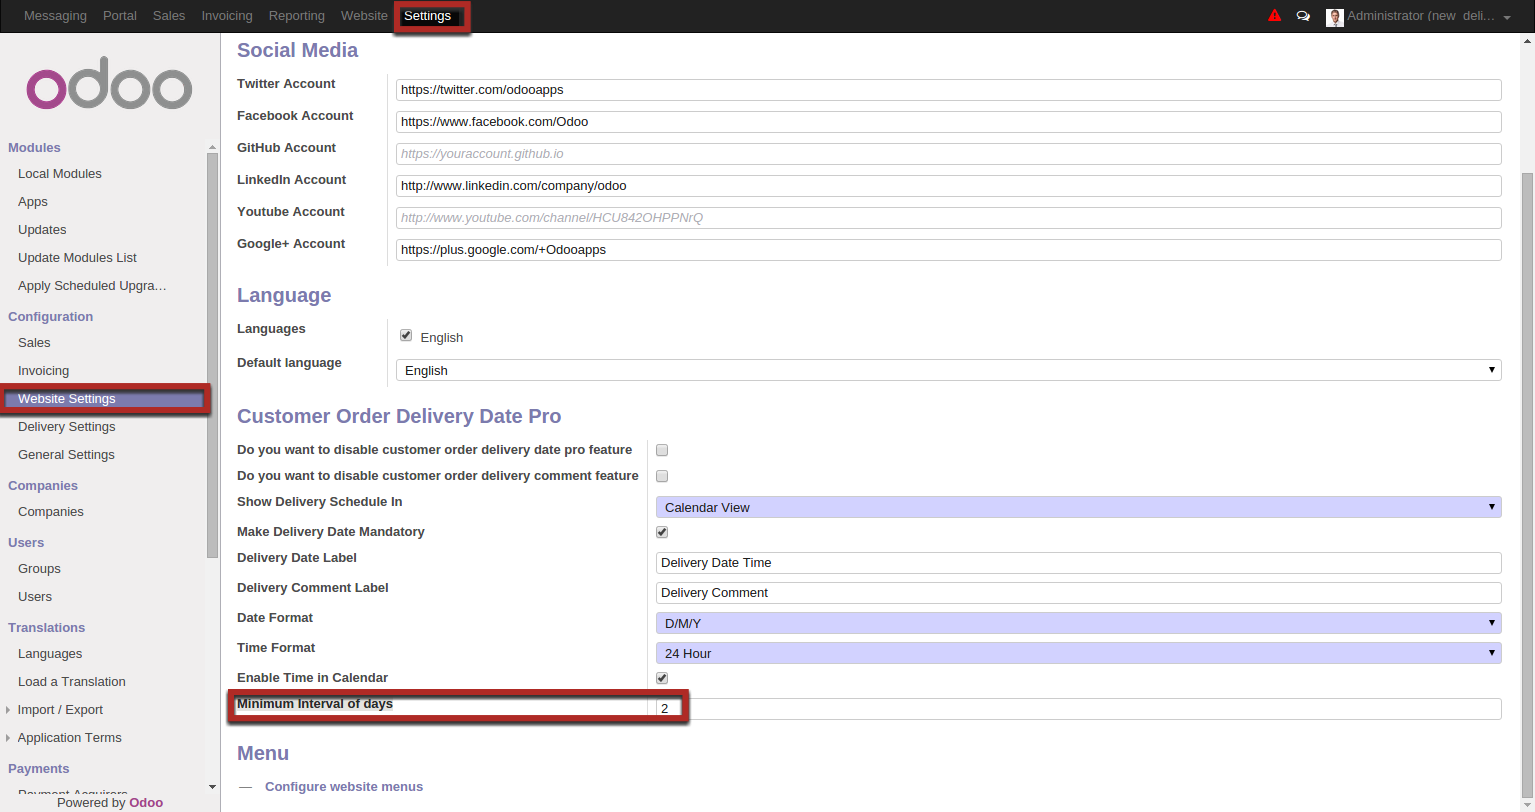 Messaging Portal Sales Invoicing Reporting Website Settings Administrator (new_deli...
odoo
Modules
Local Modules
Apps
Updates
Update Modules List
Apply Scheduled Upgra...
Configuration
Sales
Invoicing
Website Settings
Delivery Settings
General Settings
Companies
Companies
Users
Groups
Users
Translations
Languages
Load a Translation
Import / Export
Application Terms
Payments
Payment Acquirers
Powered by Odoo
Social Media
Twitter Account https://twitter.com/odooapps
Facebook Account https://www.facebook.com/Odoo
GitHub Account https://youraccount.github.io
LinkedIn Account http://www.linkedin.com/company/odoo
Youtube Account http://www.youtube.com/channel/HCU842OHPPNrQ
Google+ Account https://plus.google.com/+Odooapps
Language
Languages English
Default language English
Customer Order Delivery Date Pro
Do you want to disable customer order delivery date pro feature
Do you want to disable customer order delivery comment feature
Show Delivery Schedule In Calendar View
Make Delivery Date Mandatory
Delivery Date Label Delivery Date Time
Delivery Comment Label Delivery Comment
Date Format D/M/Y
Time Format 24 Hour
Enable Time in Calendar
Minimum Interval of days 2
Menu
— Configure website menus